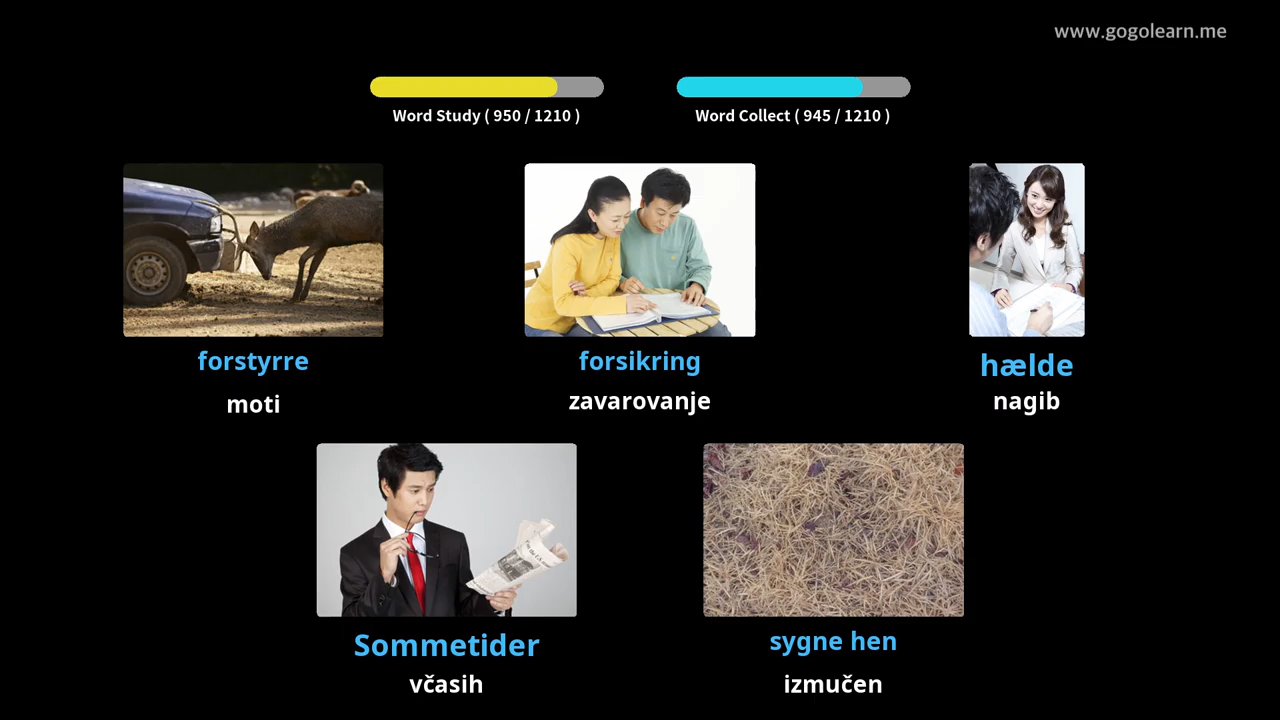 www.gogolearn.me
Word Study ( 950 / 1210 )
Word Collect ( 945 / 1210 )
forstyrre
forsikring
hælde
moti
zavarovanje
nagib
Sommetider
sygne hen
včasih
izmučen